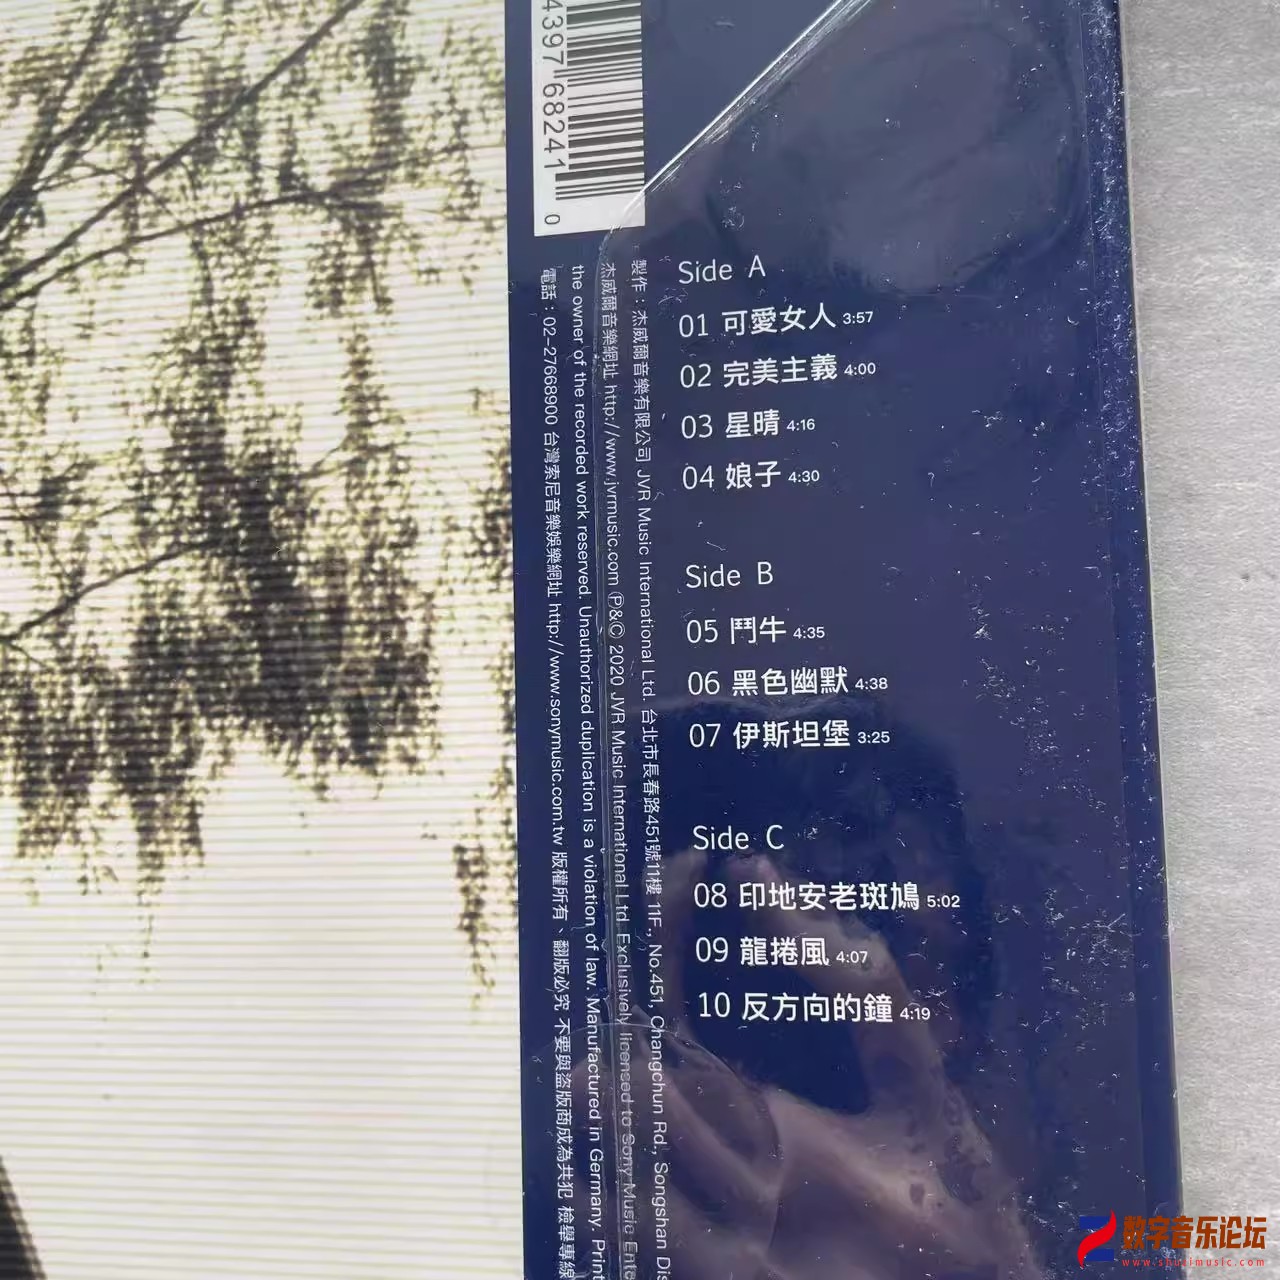 4397 68241 0
Side A
01 可愛女人 3:57
02 完美主義 4:00
03 星晴 4:16
04 娘子 4:30
Side B
05 鬥牛 4:35
06 黑色幽默 4:38
07 伊斯坦堡 3:25
Side C
08 印地安老斑鳩 5:02
09 龍捲風 4:07
10 反方向的鐘 4:19
製作：杰威爾音樂有限公司 JVR Music International Ltd. 台北市長春路451號11樓 11F., No.451, Changchun Rd., Songshan Dis
杰威爾音樂網址 http://www.jvrmusic.com (P&C) 2020 JVR Music International Ltd. Exclusively licensed to Sony Music Ente
the owner of the recorded work reserved. Unauthorized duplication is a violation of law. Manufactured in Germany. Print
電話：02-27668900 台灣索尼音樂娛樂網址 http://www.sonymusic.com.tw 版權所有、翻版必究 不要與盜版商成為共犯 檢舉專線
数字音乐论坛
www.shuzimusic.com